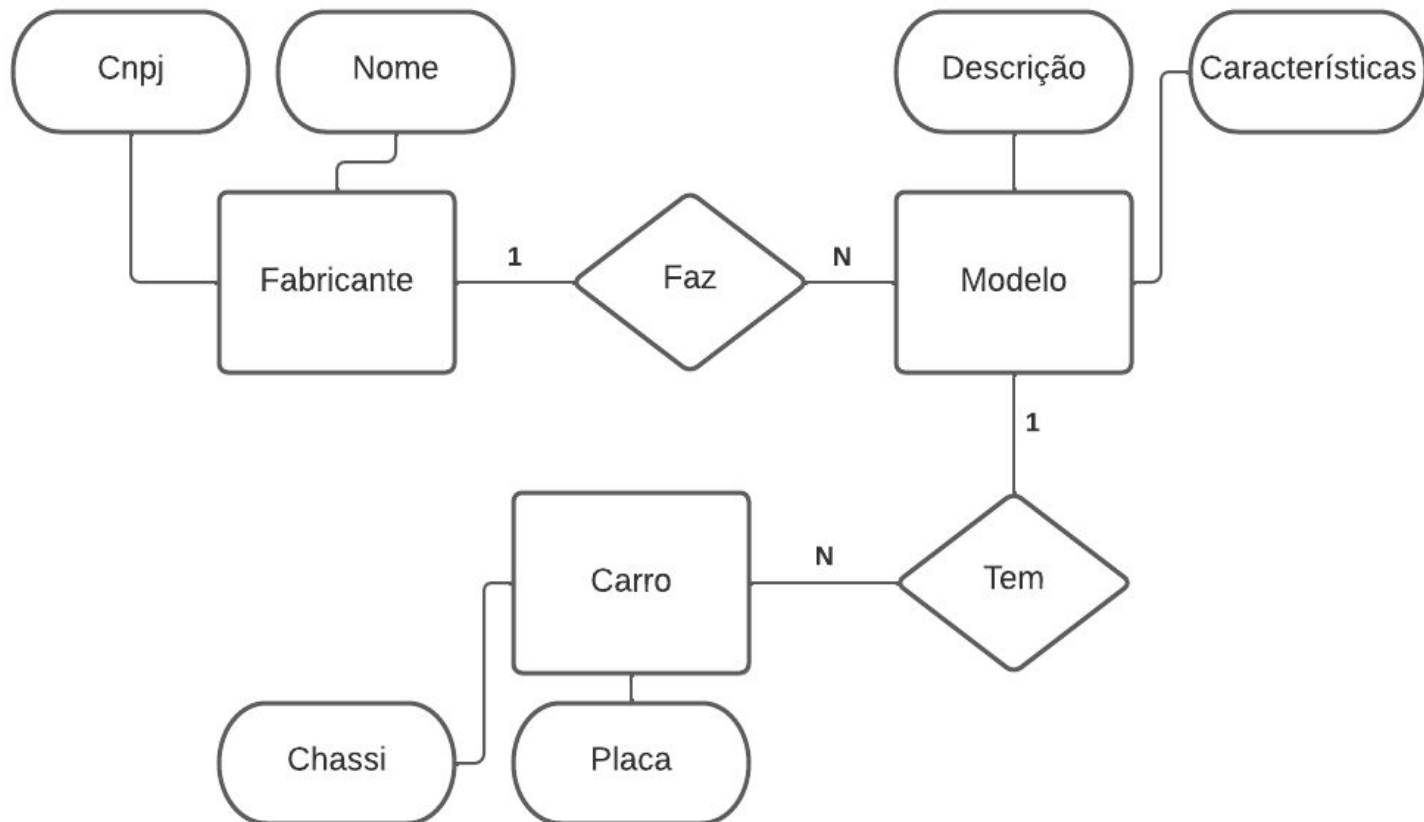 Cnpj
Nome
Descrição
Características
Fabricante
1
Faz
N
Modelo
1
Carro
N
Tem
Chassi
Placa